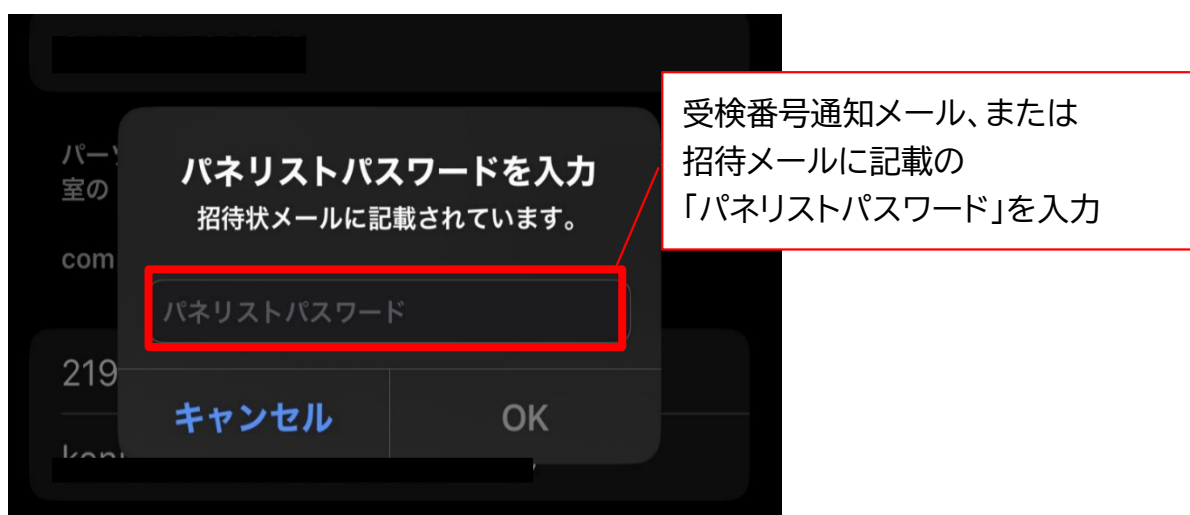 パー
室の
com
パネリストパスワードを入力
招待状メールに記載されています。
パネリストパスワード
219
キャンセル
OK
受検番号通知メール、または
招待メールに記載の
「パネリストパスワード」を入力